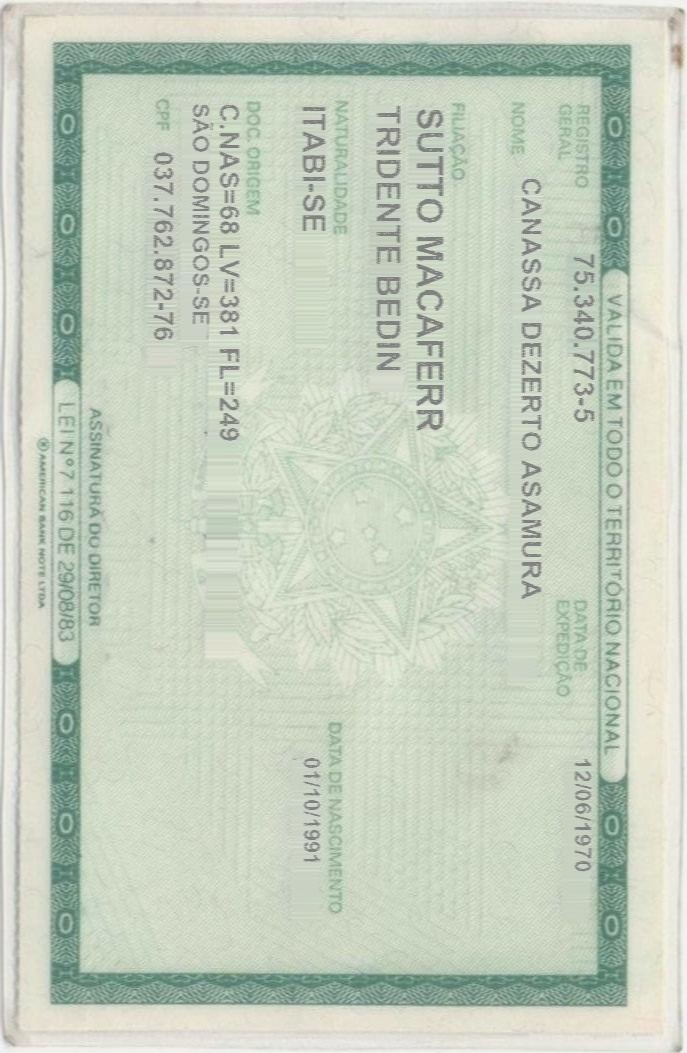 VÁLIDA EM TODO O TERRITÓRIO NACIONAL
REGISTRO GERAL 75.340.773-5 DATA DE EXPEDIÇÃO 12/06/1970
NOME CANASSA DEZERTO ASAMURA
FILIAÇÃO
SUTTO MACAFERR
TRIDENTE BEDIN
NATURALIDADE DATA DE NASCIMENTO
ITABI-SE 01/10/1991
DOC. ORIGEM
C.NAS=68 LV=381 FL=249
SÃO DOMINGOS-SE
CPF 037.762.872-76
ASSINATURA DO DIRETOR
LEI Nº 7 116 DE 29/08/83
® AMERICAN BANK NOTE LTDA